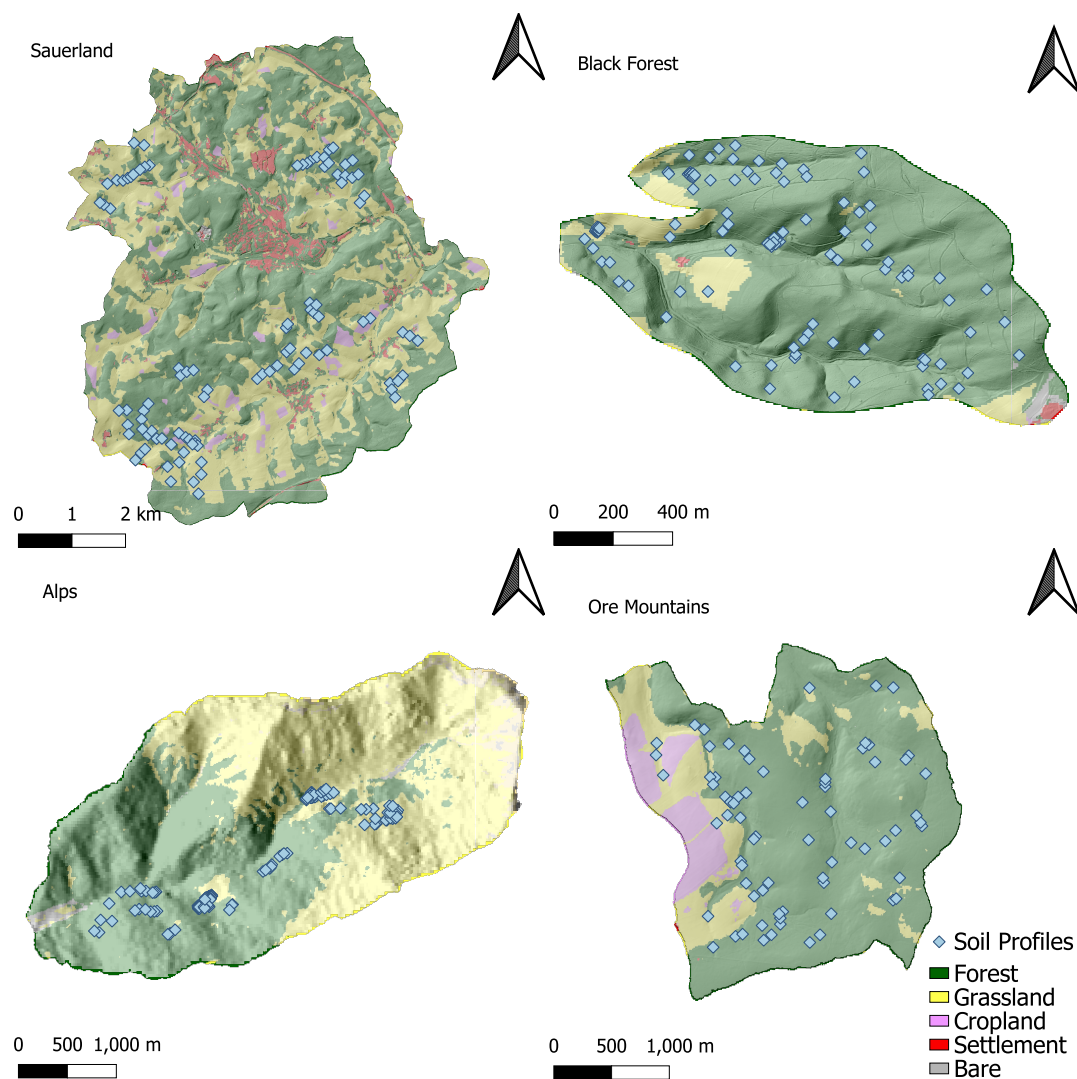 Sauerland
Black Forest
0 1 2 km
0 200 400 m
Alps
Ore Mountains
Soil Profiles
Forest
Grassland
Cropland
Settlement
Bare
0 500 1,000 m
0 500 1,000 m